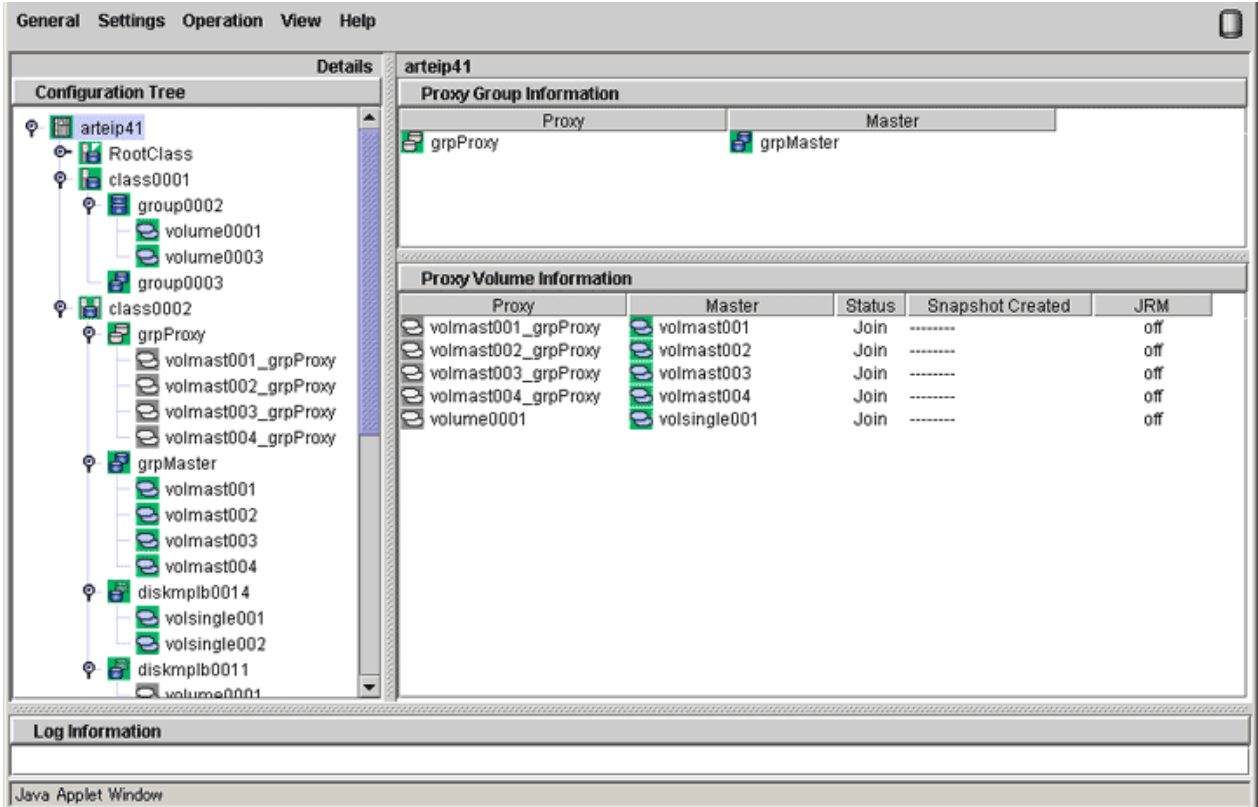 General Settings Operation View Help
Details
Configuration Tree
arteip41
RootClass
class0001
group0002
volume0001
volume0003
group0003
class0002
grpProxy
volmast001_grpProxy
volmast002_grpProxy
volmast003_grpProxy
volmast004_grpProxy
grpMaster
volmast001
volmast002
volmast003
volmast004
diskmplb0014
volsingle001
volsingle002
diskmplb0011
volume0001
arteip41
Proxy Group Information
Proxy Master
grpProxy grpMaster
Proxy Volume Information
Proxy Master Status Snapshot Created JRM
volmast001_grpProxy volmast001 Join -------- off
volmast002_grpProxy volmast002 Join -------- off
volmast003_grpProxy volmast003 Join -------- off
volmast004_grpProxy volmast004 Join -------- off
volume0001 volsingle001 Join -------- off
Log Information
Java Applet Window